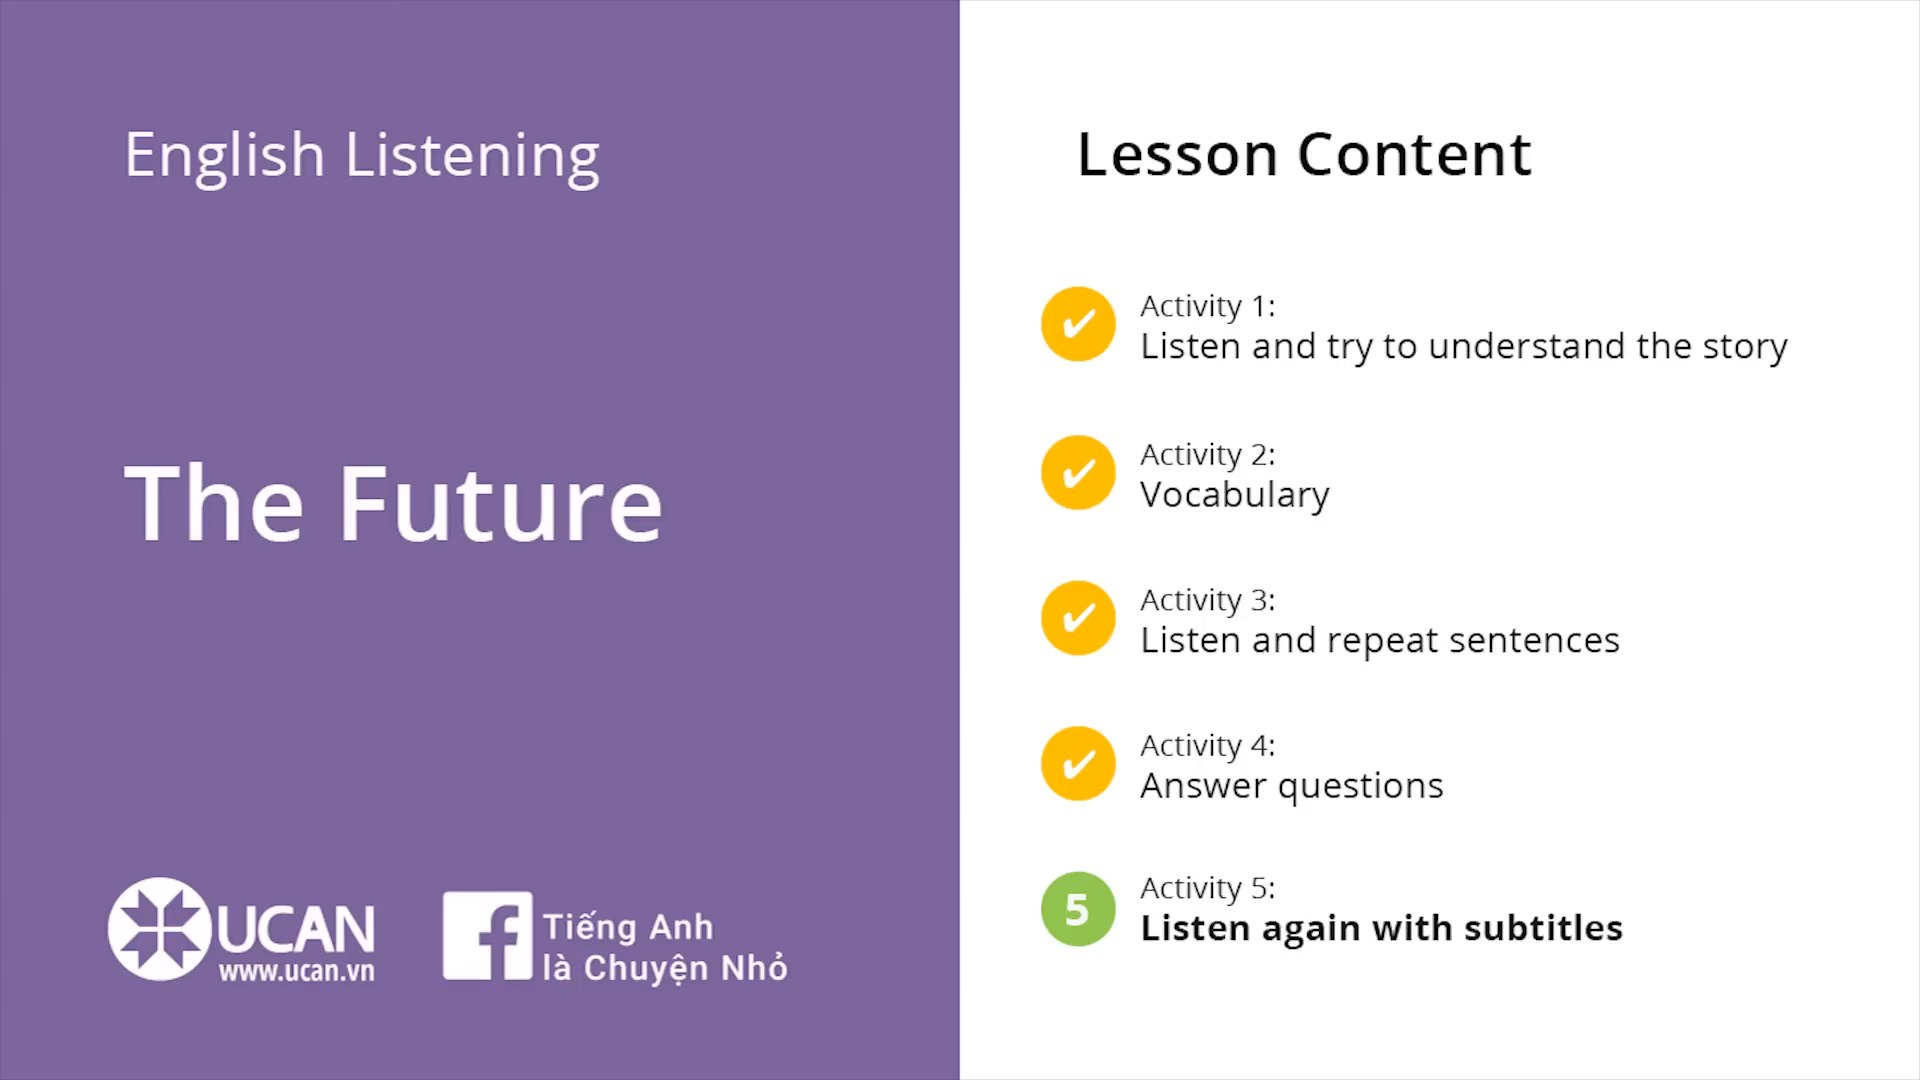 English Listening
The Future
UCAN
www.ucan.vn
f Tiếng Anh
là Chuyện Nhỏ
Lesson Content
Activity 1:
Listen and try to understand the story
Activity 2:
Vocabulary
Activity 3:
Listen and repeat sentences
Activity 4:
Answer questions
5
Activity 5:
Listen again with subtitles